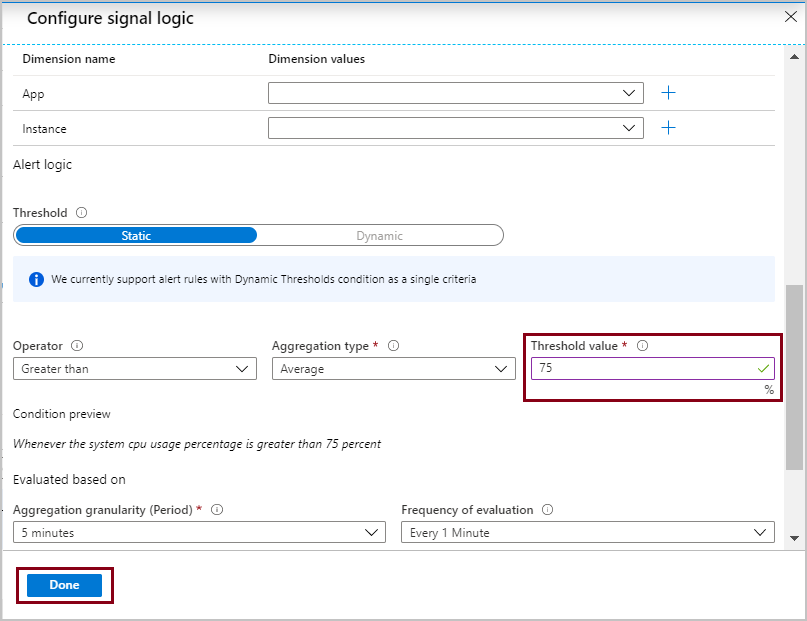 Configure signal logic
Dimension name Dimension values
App
Instance
Alert logic
Threshold
Static Dynamic
We currently support alert rules with Dynamic Thresholds condition as a single criteria
Operator Aggregation type * Threshold value *
Greater than Average 75
%
Condition preview
Whenever the system cpu usage percentage is greater than 75 percent
Evaluated based on
Aggregation granularity (Period) * Frequency of evaluation
5 minutes Every 1 Minute
Done